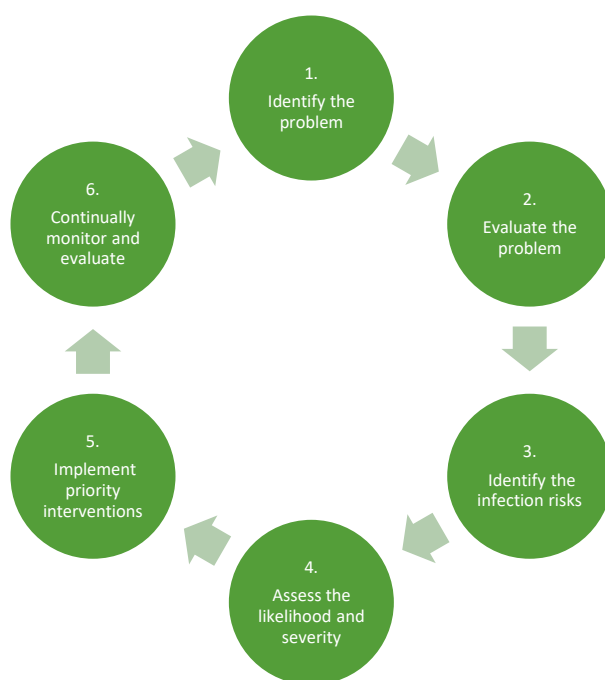 1.
Identify the
problem
2.
Evaluate the
problem
3.
Identify the
infection risks
4.
Assess the
likelihood and
severity
5.
Implement
priority
interventions
6.
Continually
monitor and
evaluate